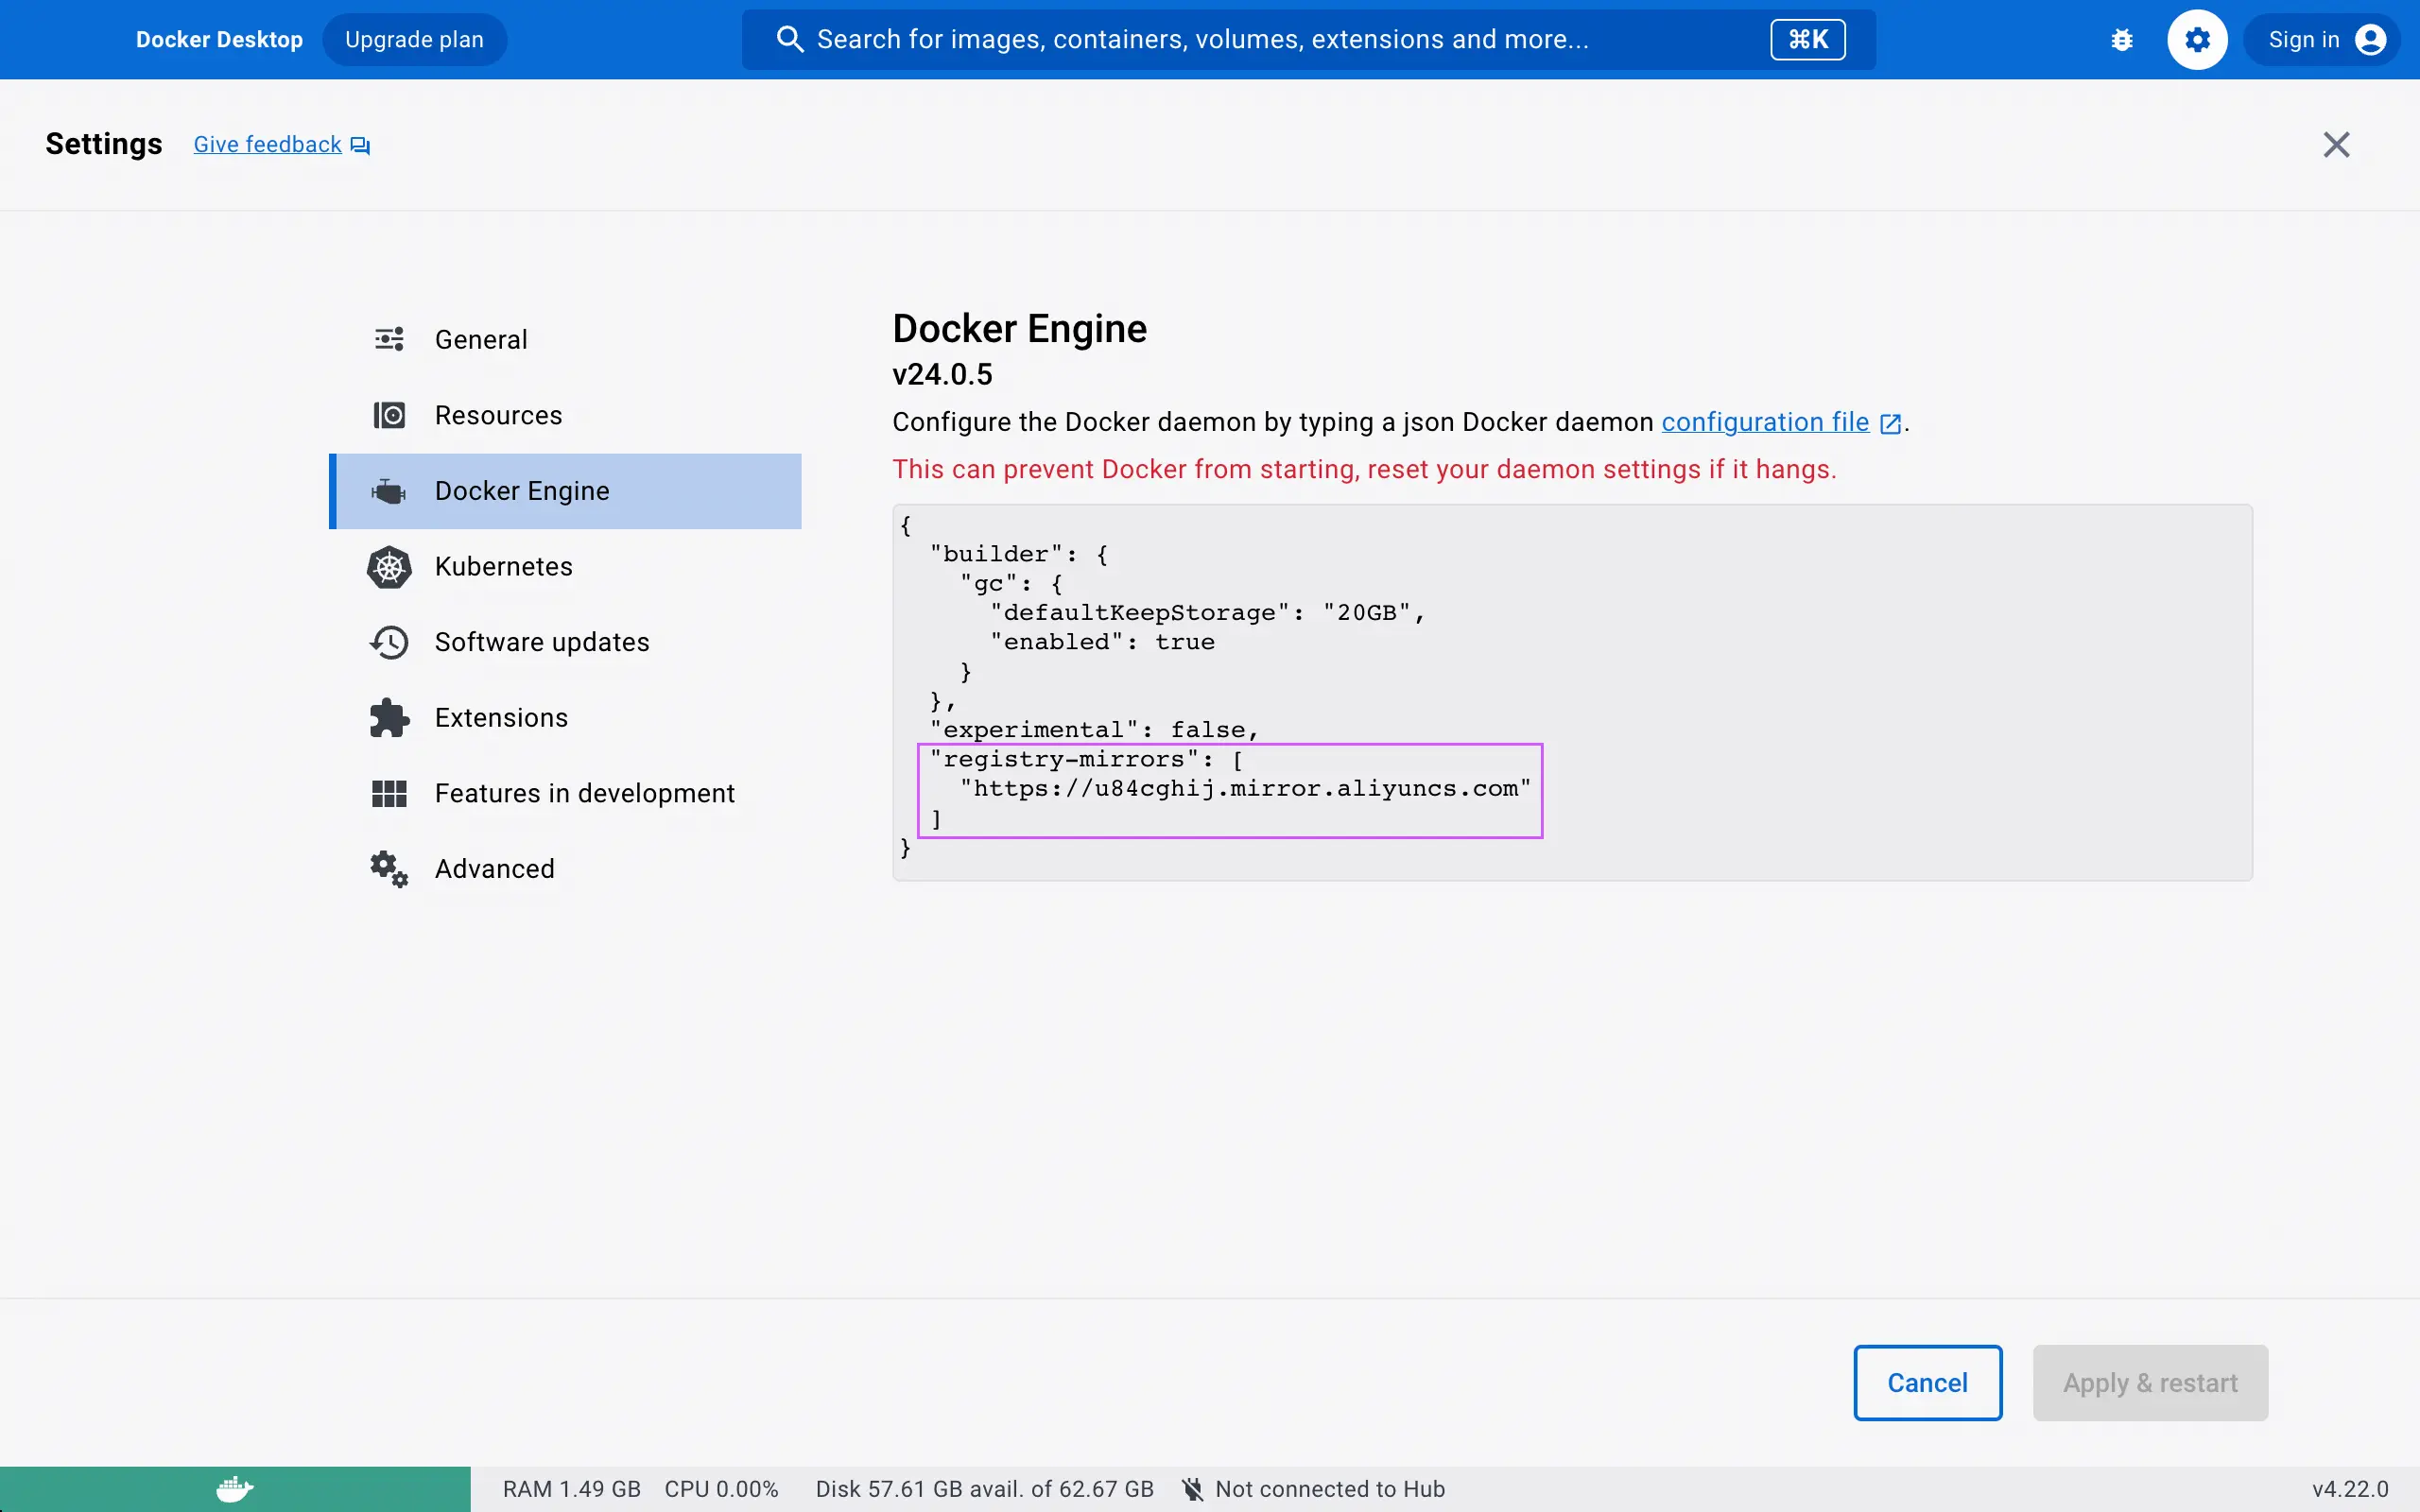 Docker Desktop
Upgrade plan
Search for images, containers, volumes, extensions and more...
⌘K
Sign in
Settings
Give feedback
General
Resources
Docker Engine
Kubernetes
Software updates
Extensions
Features in development
Advanced
Docker Engine
v24.0.5
Configure the Docker daemon by typing a json Docker daemon configuration file.
This can prevent Docker from starting, reset your daemon settings if it hangs.
{
  "builder": {
    "gc": {
      "defaultKeepStorage": "20GB",
      "enabled": true
    }
  },
  "experimental": false,
  "registry-mirrors": [
    "https://u84cghij.mirror.aliyuncs.com"
  ]
}
Cancel
Apply & restart
RAM 1.49 GB CPU 0.00% Disk 57.61 GB avail. of 62.67 GB Not connected to Hub
v4.22.0